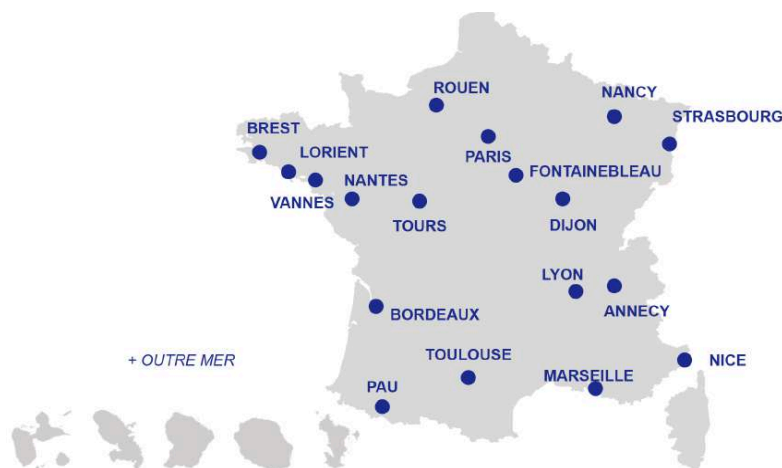 ROUEN
NANCY
STRASBOURG
BREST
LORIENT
PARIS
FONTAINEBLEAU
NANTES
VANNES
TOURS
DIJON
LYON
ANNECY
BORDEAUX
+ OUTRE MER
TOULOUSE
NICE
MARSEILLE
PAU